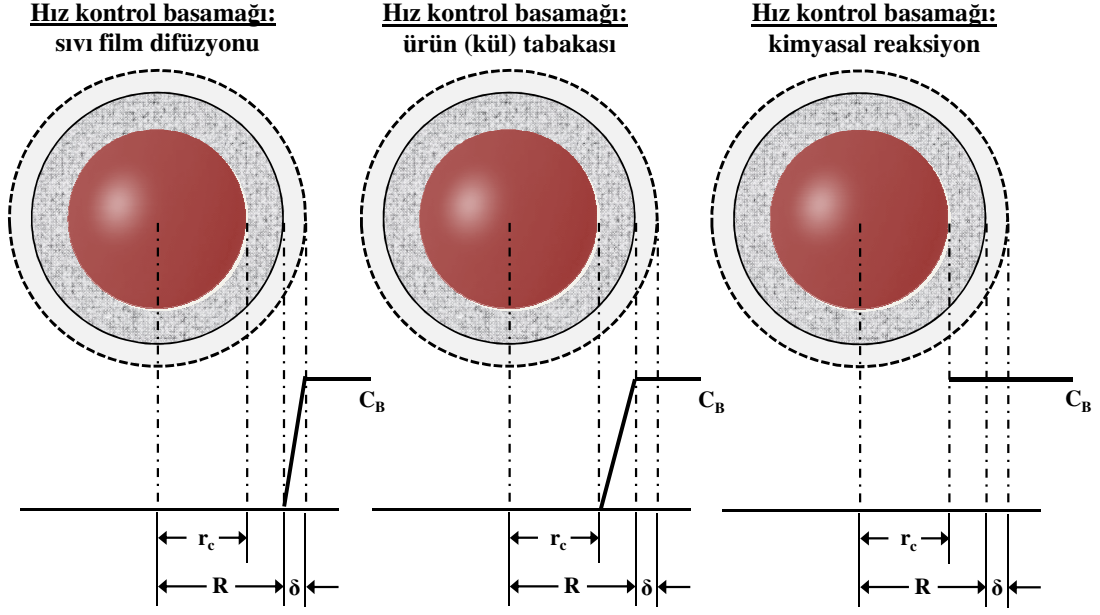 Hız kontrol basamağı:
sıvı film difüzyonu
Hız kontrol basamağı:
ürün (kül) tabakası
Hız kontrol basamağı:
kimyasal reaksiyon
C_B
C_B
C_B
r_c
r_c
r_c
R δ
R δ
R δ